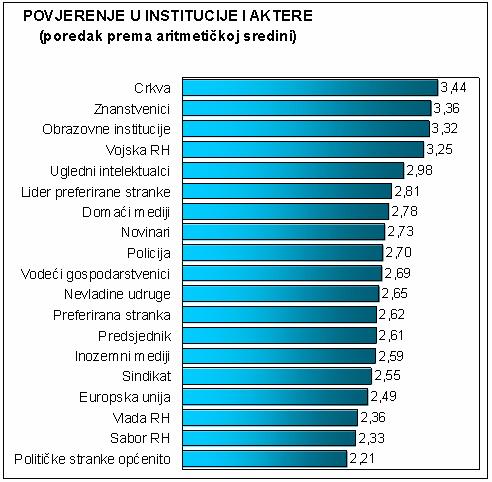 POVJERENJE U INSTITUCIJE I AKTERE
(poredak prema aritmetičkoj sredini)
Crkva 3,44
Znanstvenici 3,36
Obrazovne institucije 3,32
Vojska RH 3,25
Ugledni intelektualci 2,98
Lider preferirane stranke 2,81
Domaći mediji 2,78
Novinari 2,73
Policija 2,70
Vodeći gospodarstvenici 2,69
Nevladine udruge 2,65
Preferirana stranka 2,62
Predsjednik 2,61
Inozemni mediji 2,59
Sindikat 2,55
Europska unija 2,49
Vlada RH 2,36
Sabor RH 2,33
Političke stranke općenito 2,21